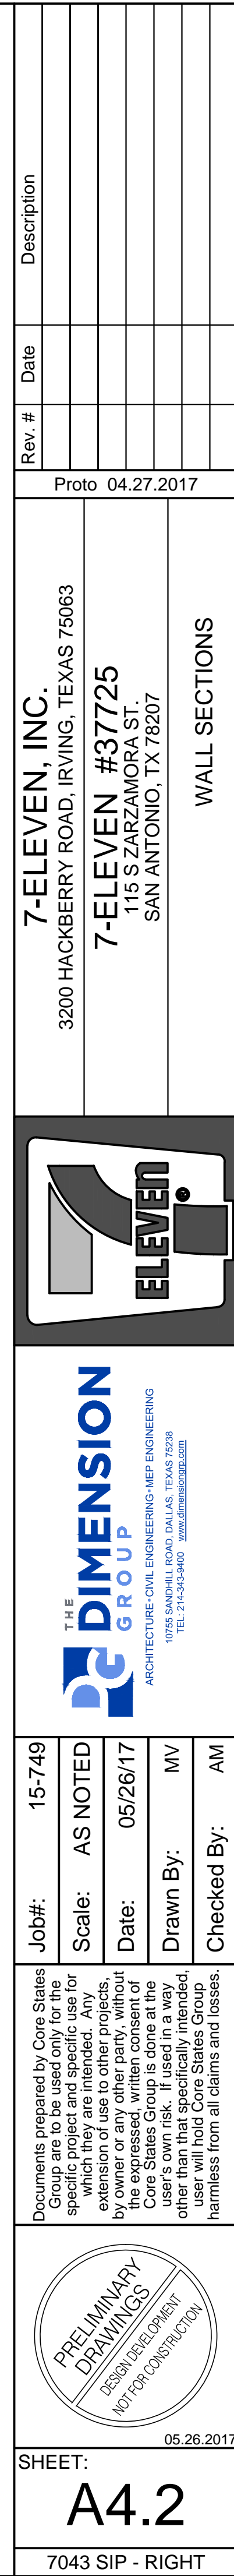 Rev. # Date Description
Proto 04.27.2017
7-ELEVEN, INC.
3200 HACKBERRY ROAD, IRVING, TEXAS 75063
7-ELEVEN #37725
115 S ZARZAMORA ST.
SAN ANTONIO, TX 78207
WALL SECTIONS
7
ELEVEn
®
DG
THE
DIMENSION
GROUP
ARCHITECTURE•CIVIL ENGINEERING•MEP ENGINEERING
10755 SANDHILL ROAD, DALLAS, TEXAS 75238
TEL: 214-343-9400 www.dimensiongrp.com
Job#: 15-749
Scale: AS NOTED
Date: 05/26/17
Drawn By: MV
Checked By: AM
Documents prepared by Core States
Group are to be used only for the
specific project and specific use for
which they are intended. Any
extension of use to other projects,
by owner or any other party, without
the expressed, written consent of
Core States Group is done at the
user's own risk. If used in a way
other than that specifically intended,
user will hold Core States Group
harmless from all claims and losses.
PRELIMINARY
DRAWINGS
DESIGN DEVELOPMENT
NOT FOR CONSTRUCTION
05.26.2017
SHEET:
A4.2
7043 SIP - RIGHT